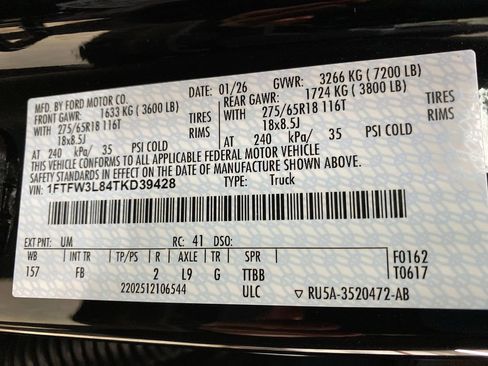 MFD. BY FORD MOTOR CO. DATE: 01/26 GVWR: 3266 KG (7200 LB)
FRONT GAWR: 1633 KG (3600 LB) REAR GAWR: 1724 KG (3800 LB)
WITH 275/65R18 116T TIRES WITH 275/65R18 116T TIRES
18x8.5J RIMS 18x8.5J RIMS
AT 240 kPa/ 35 PSI COLD AT 240 kPa/ 35 PSI COLD
THIS VEHICLE CONFORMS TO ALL APPLICABLE FEDERAL MOTOR VEHICLE
SAFETY STANDARDS IN EFFECT ON THE DATE OF MANUFACTURE SHOWN ABOVE.
1FTFW3L84TKD39428 TYPE: Truck
EXT PNT: UM RC: 41 DSO:
WB INT TR TP/PS R AXLE TR SPR F0162
157 FB 2 L9 G TTBB T0617
2202512106544 ULC ▽ RU5A-3520472-AB